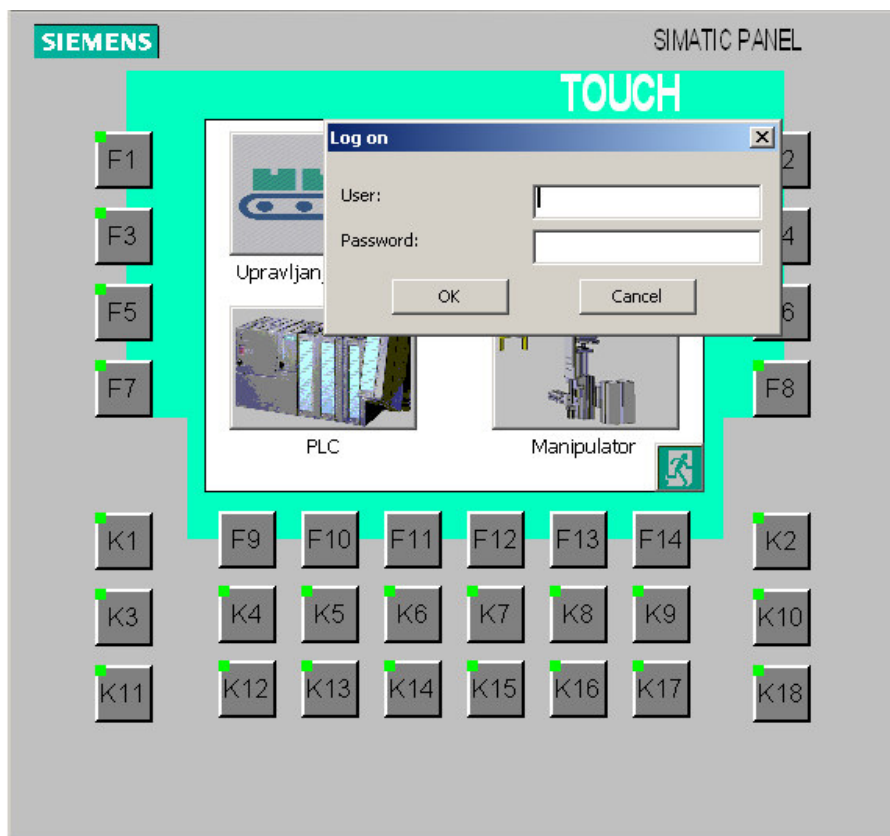 SIEMENS
SIMATIC PANEL
TOUCH
Log on
User:
Password:
OK
Cancel
PLC
Manipulator
F1
F3
F5
F7
F8
K1
F9
F10
F11
F12
F13
F14
K2
K3
K4
K5
K6
K7
K8
K9
K10
K11
K12
K13
K14
K15
K16
K17
K18